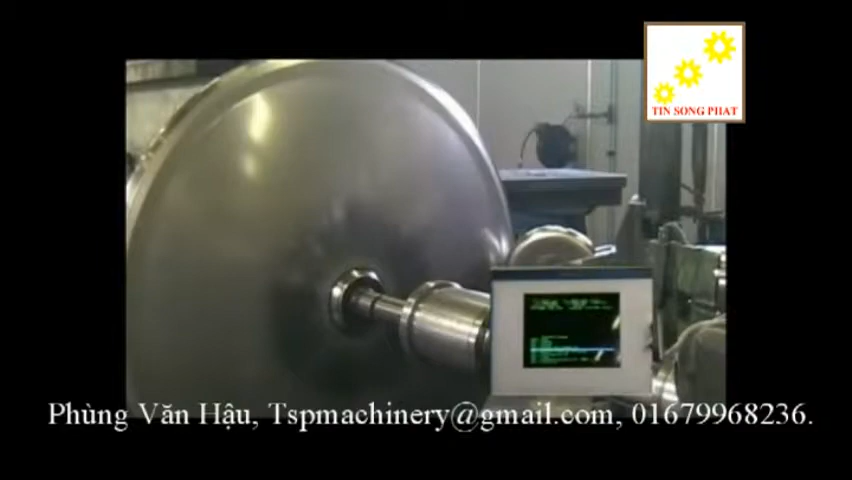 TIN SONG PHAT
Phùng Văn Hậu, Tspmachinery@gmail.com, 01679968236.